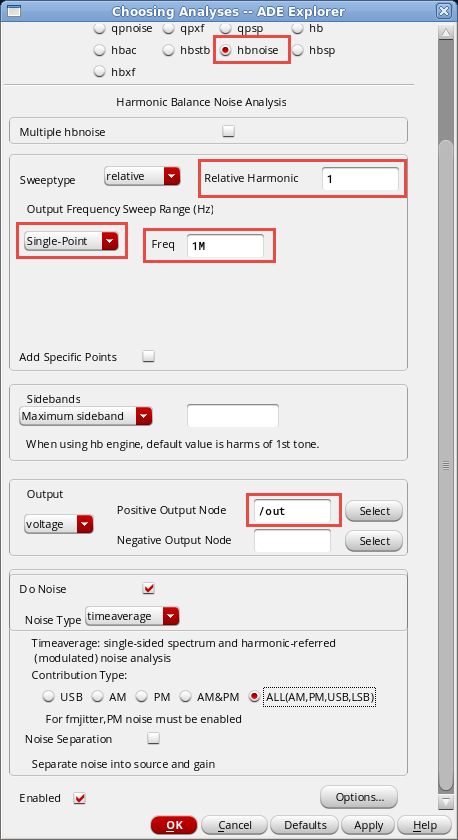 Choosing Analyses -- ADE Explorer
qpnoise qpxf qpsp hb
hbac hbstb hbnoise hbsp
hbxf
Harmonic Balance Noise Analysis
Multiple hbnoise
Sweeptype relative Relative Harmonic 1
Output Frequency Sweep Range (Hz)
Single-Point Freq 1M
Add Specific Points
Sidebands
Maximum sideband
When using hb engine, default value is harms of 1st tone.
Output
voltage Positive Output Node /out Select
Negative Output Node Select
Do Noise
Noise Type timeaverage
Timeaverage: single-sided spectrum and harmonic-referred
(modulated) noise analysis
Contribution Type:
USB AM PM AM&PM ALL(AM,PM,USB,LSB)
For fmjitter,PM noise must be enabled
Noise Separation
Separate noise into source and gain
Enabled Options...
OK Cancel Defaults Apply Help